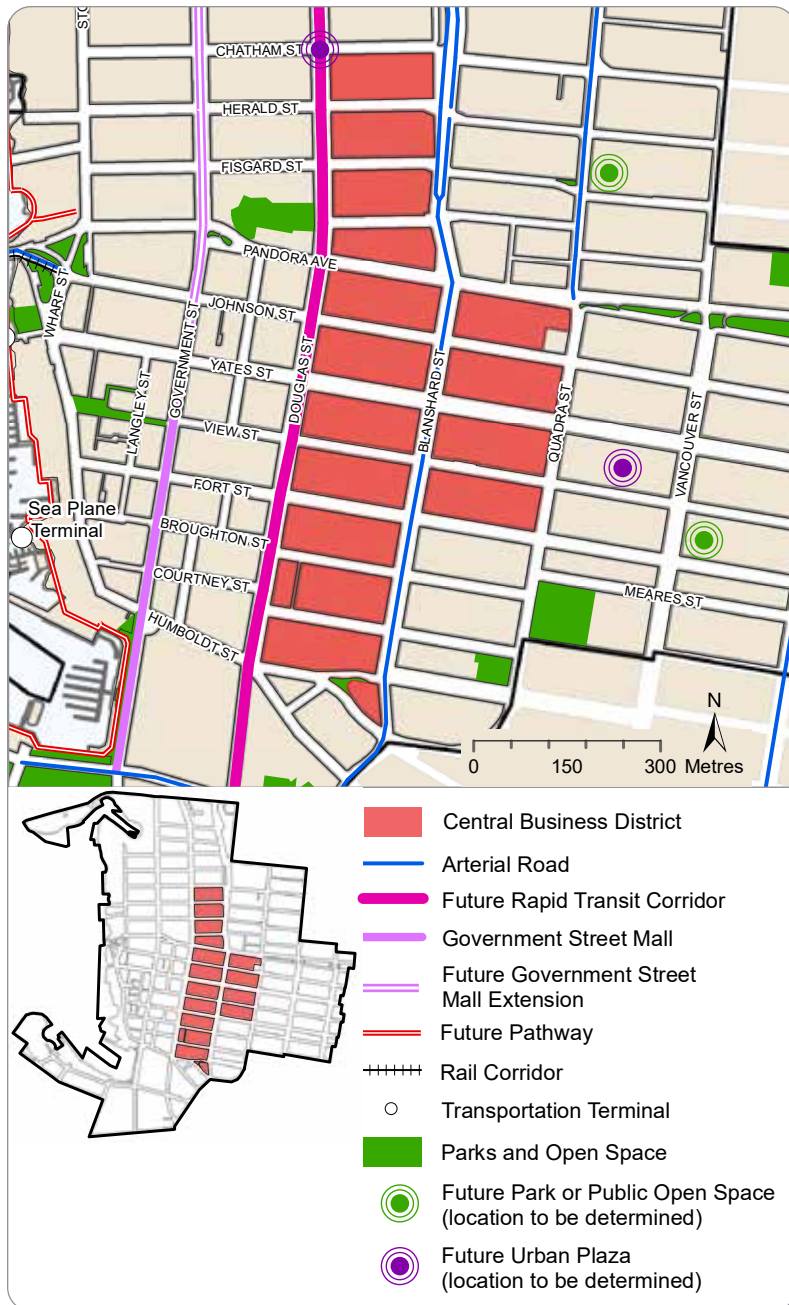 STO
CHATHAM ST
HERALD ST
FISGARD ST
PANDORA AVE
WHARF ST
JOHNSON ST
GOVERNMENT ST
DOUGLAS ST
YATES ST
LANGLEY ST
BLANSHARD ST
QUADRA ST
VANCOUVER ST
VIEW ST
FORT ST
Sea Plane
Terminal
BROUGHTON ST
COURTNEY ST
MEARES ST
HUMBOLDT ST
N
0 150 300 Metres
Central Business District
Arterial Road
Future Rapid Transit Corridor
Government Street Mall
Future Government Street
Mall Extension
Future Pathway
Rail Corridor
Transportation Terminal
Parks and Open Space
Future Park or Public Open Space
(location to be determined)
Future Urban Plaza
(location to be determined)